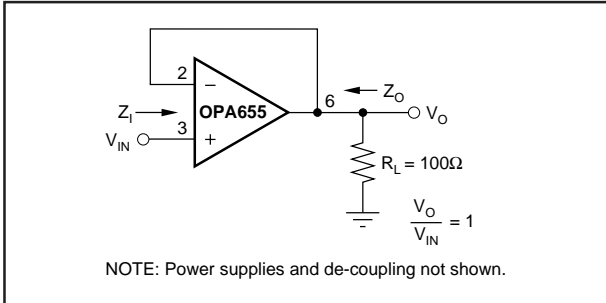 2
−
OPA655
6
Z_O
V_O
Z_I
V_IN
3
+
R_L = 100Ω
V_O
V_IN
= 1
NOTE: Power supplies and de-coupling not shown.